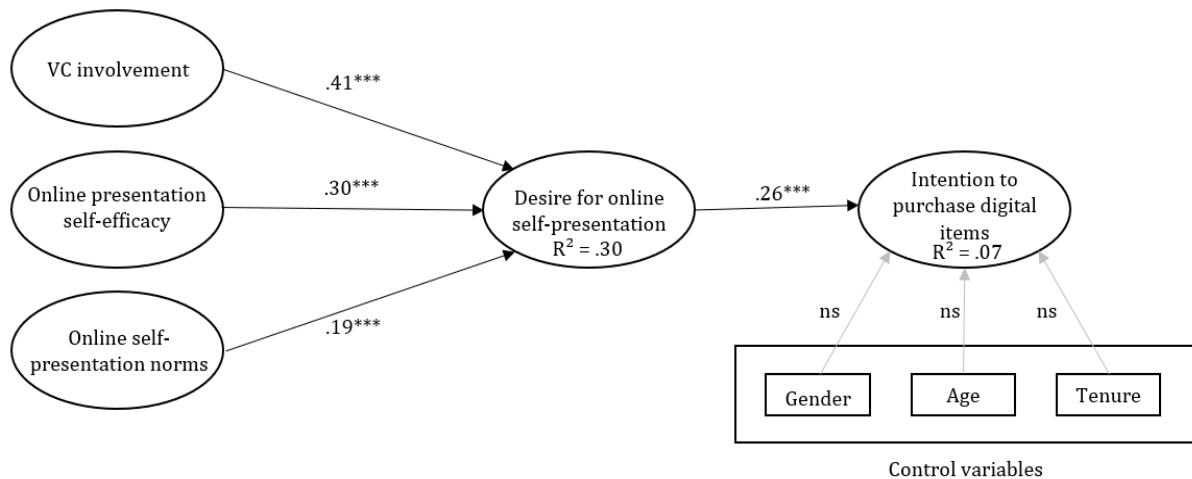 VC involvement
.41***
Online presentation
self-efficacy
.30***
Online self-
presentation norms
.19***
Desire for online
self-presentation
R² = .30
.26***
Intention to
purchase digital
items
R² = .07
ns
ns
ns
Gender
Age
Tenure
Control variables